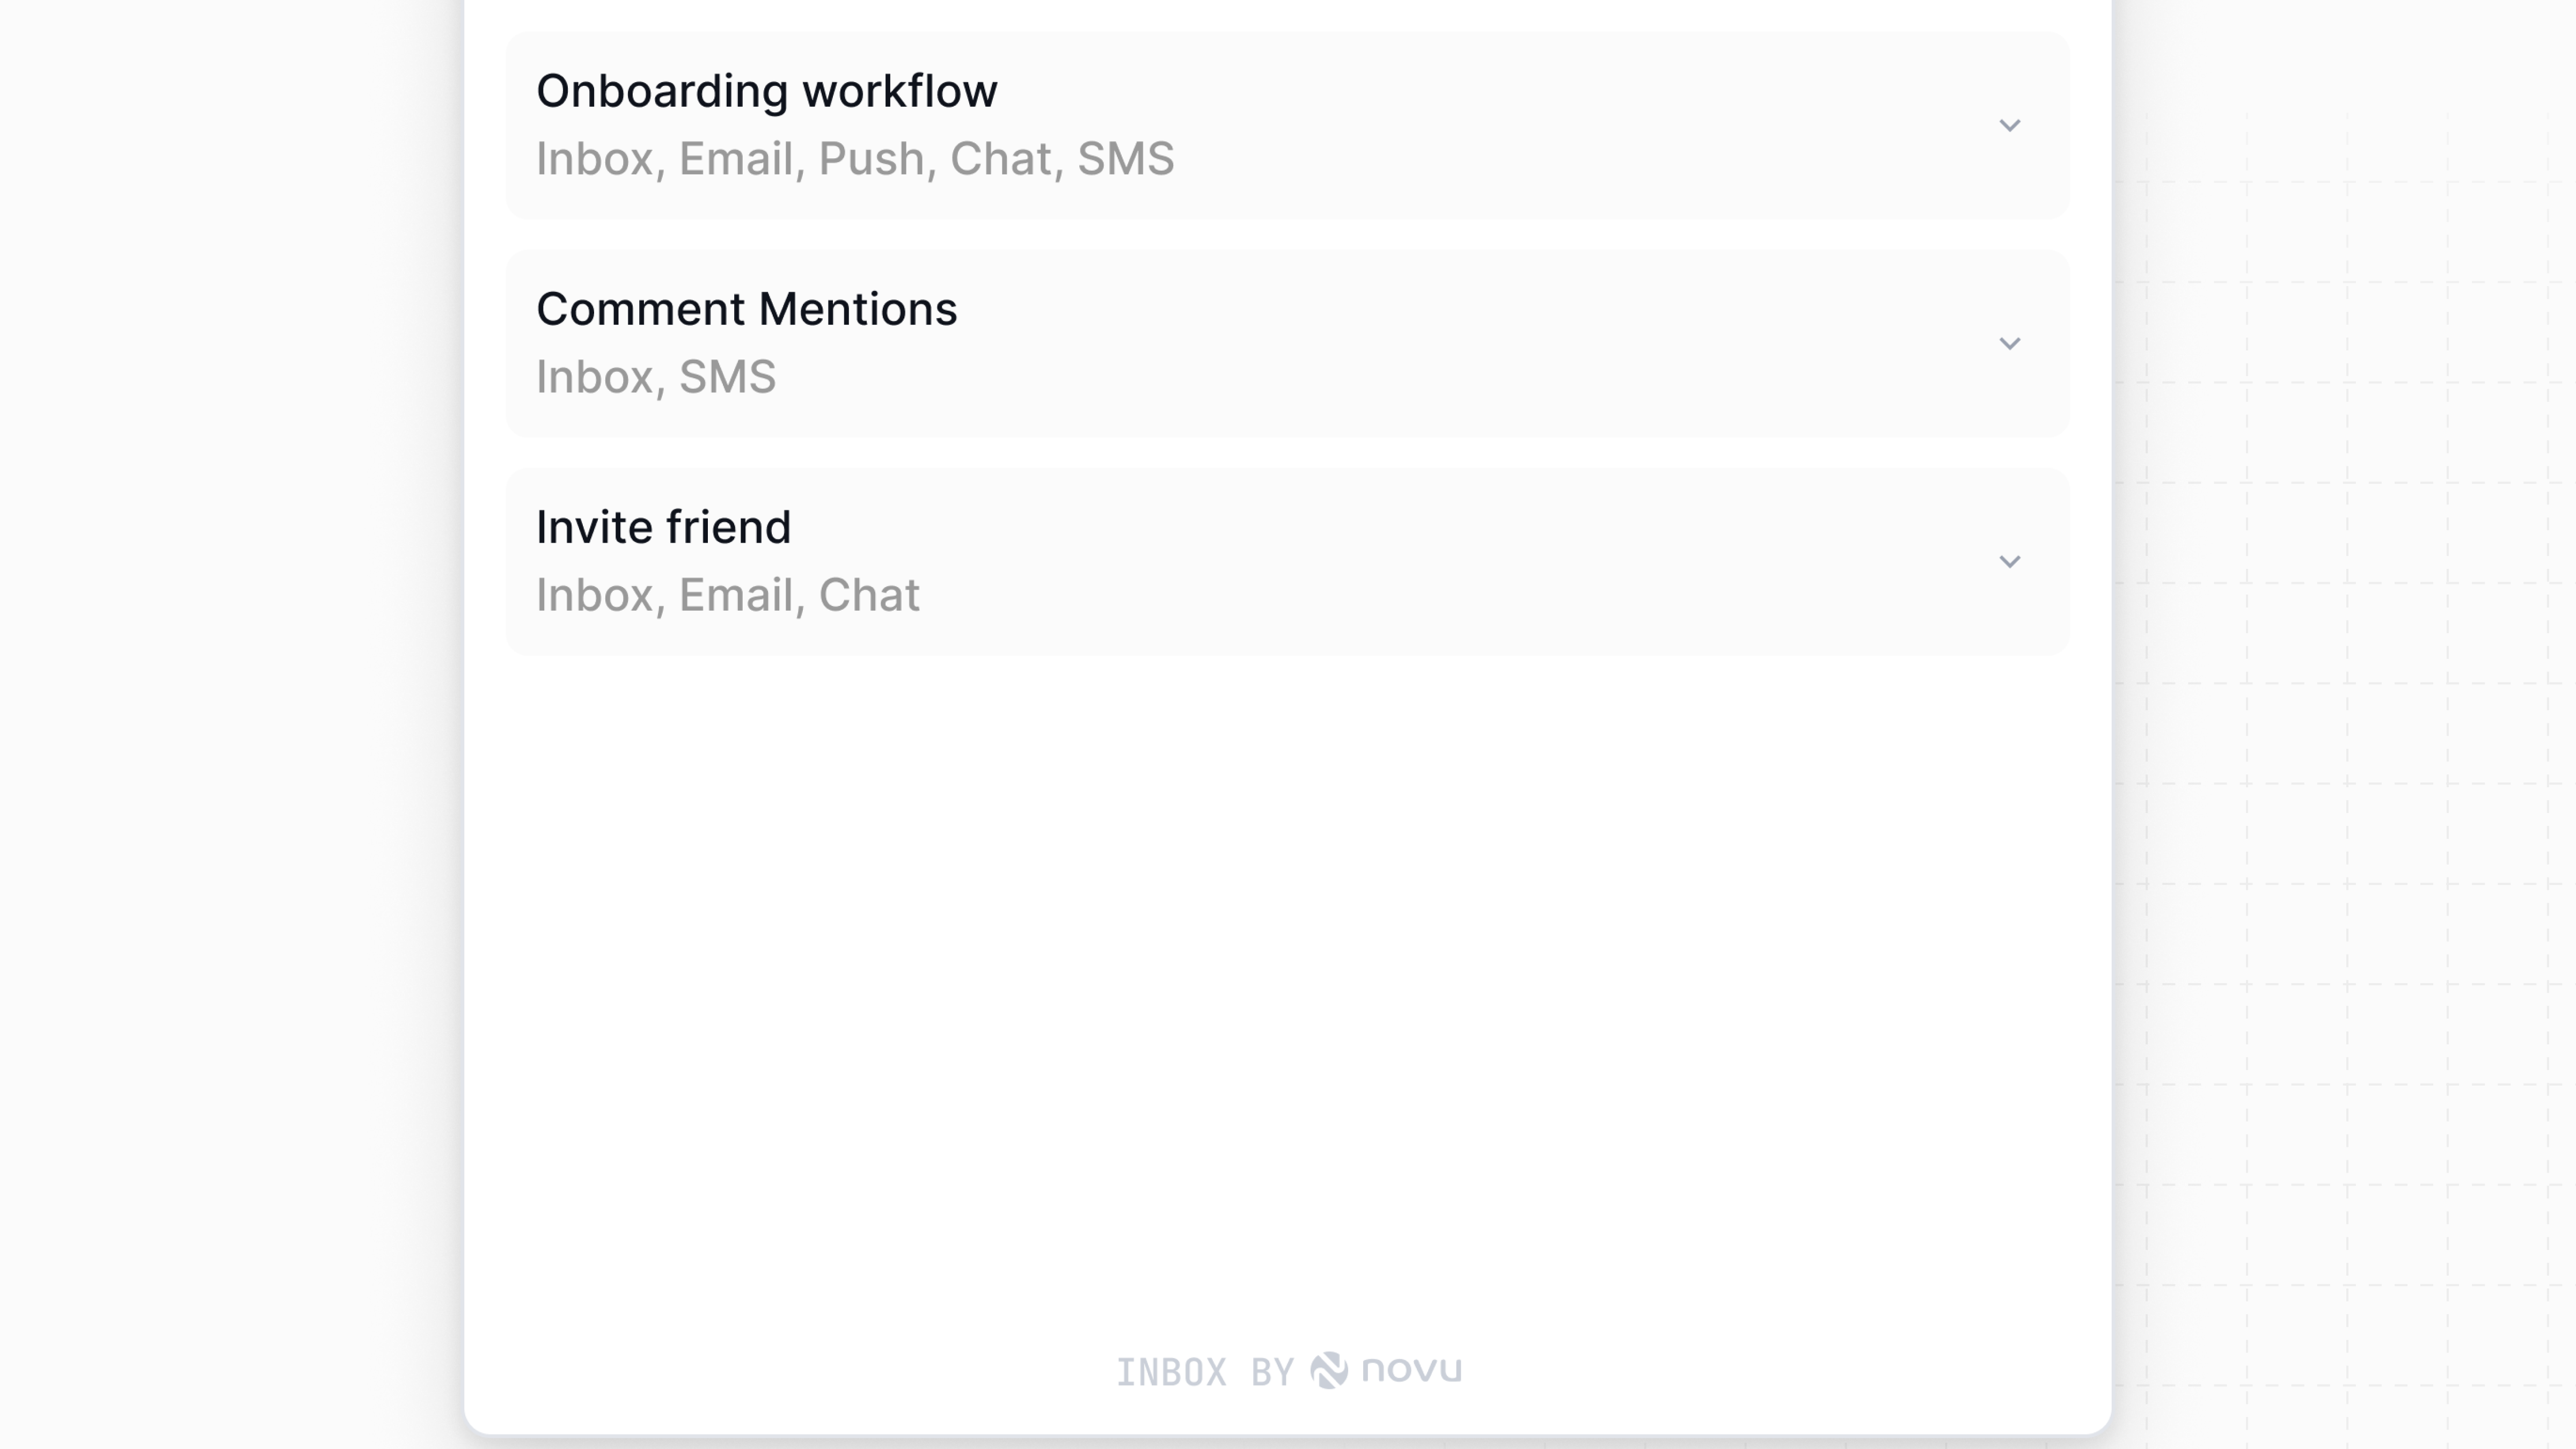 Onboarding workflow
Inbox, Email, Push, Chat, SMS
Comment Mentions
Inbox, SMS
Invite friend
Inbox, Email, Chat
INBOX BY novu